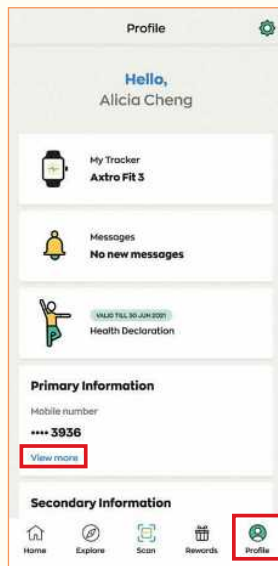 Profile
Hello,
Alicia Cheng
My Tracker
Axtro Fit 3
Messages
No new messages
VALID TILL 30 JUN 2021
Health Declaration
Primary Information
Mobile number
•••• 3936
View more
Secondary Information
Home Explore Scan Rewards Profile